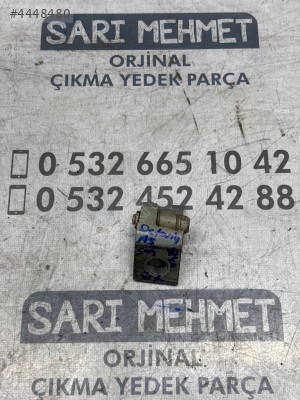 #4448480
SARI MEHMET
ORJİNAL
ÇIKMA YEDEK PARÇA
0 532 665 10 42
0 532 452 42 88
SARI MEHMET
ORJİNAL
ÇIKMA YEDEK PARÇA